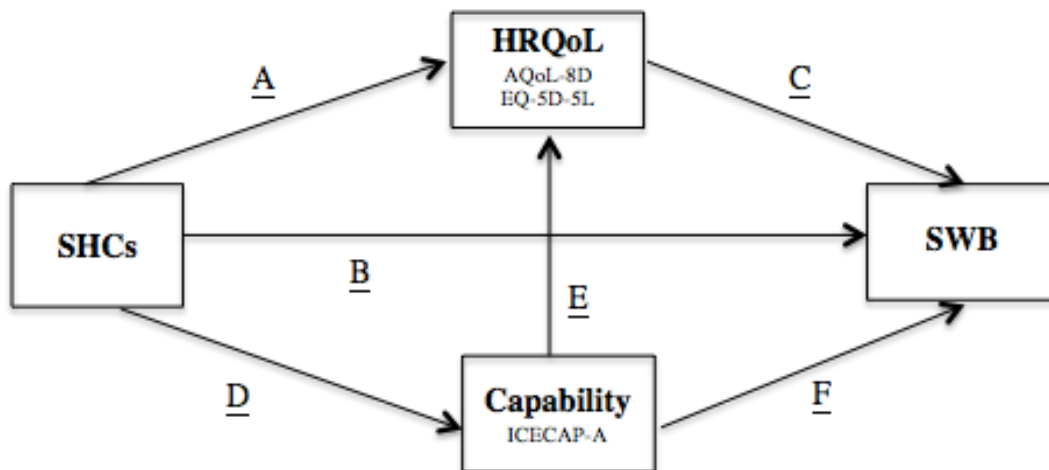 HRQoL
AQoL-8D
EQ-5D-5L
A
C
SHCs
SWB
B
E
Capability
ICECAP-A
D
F